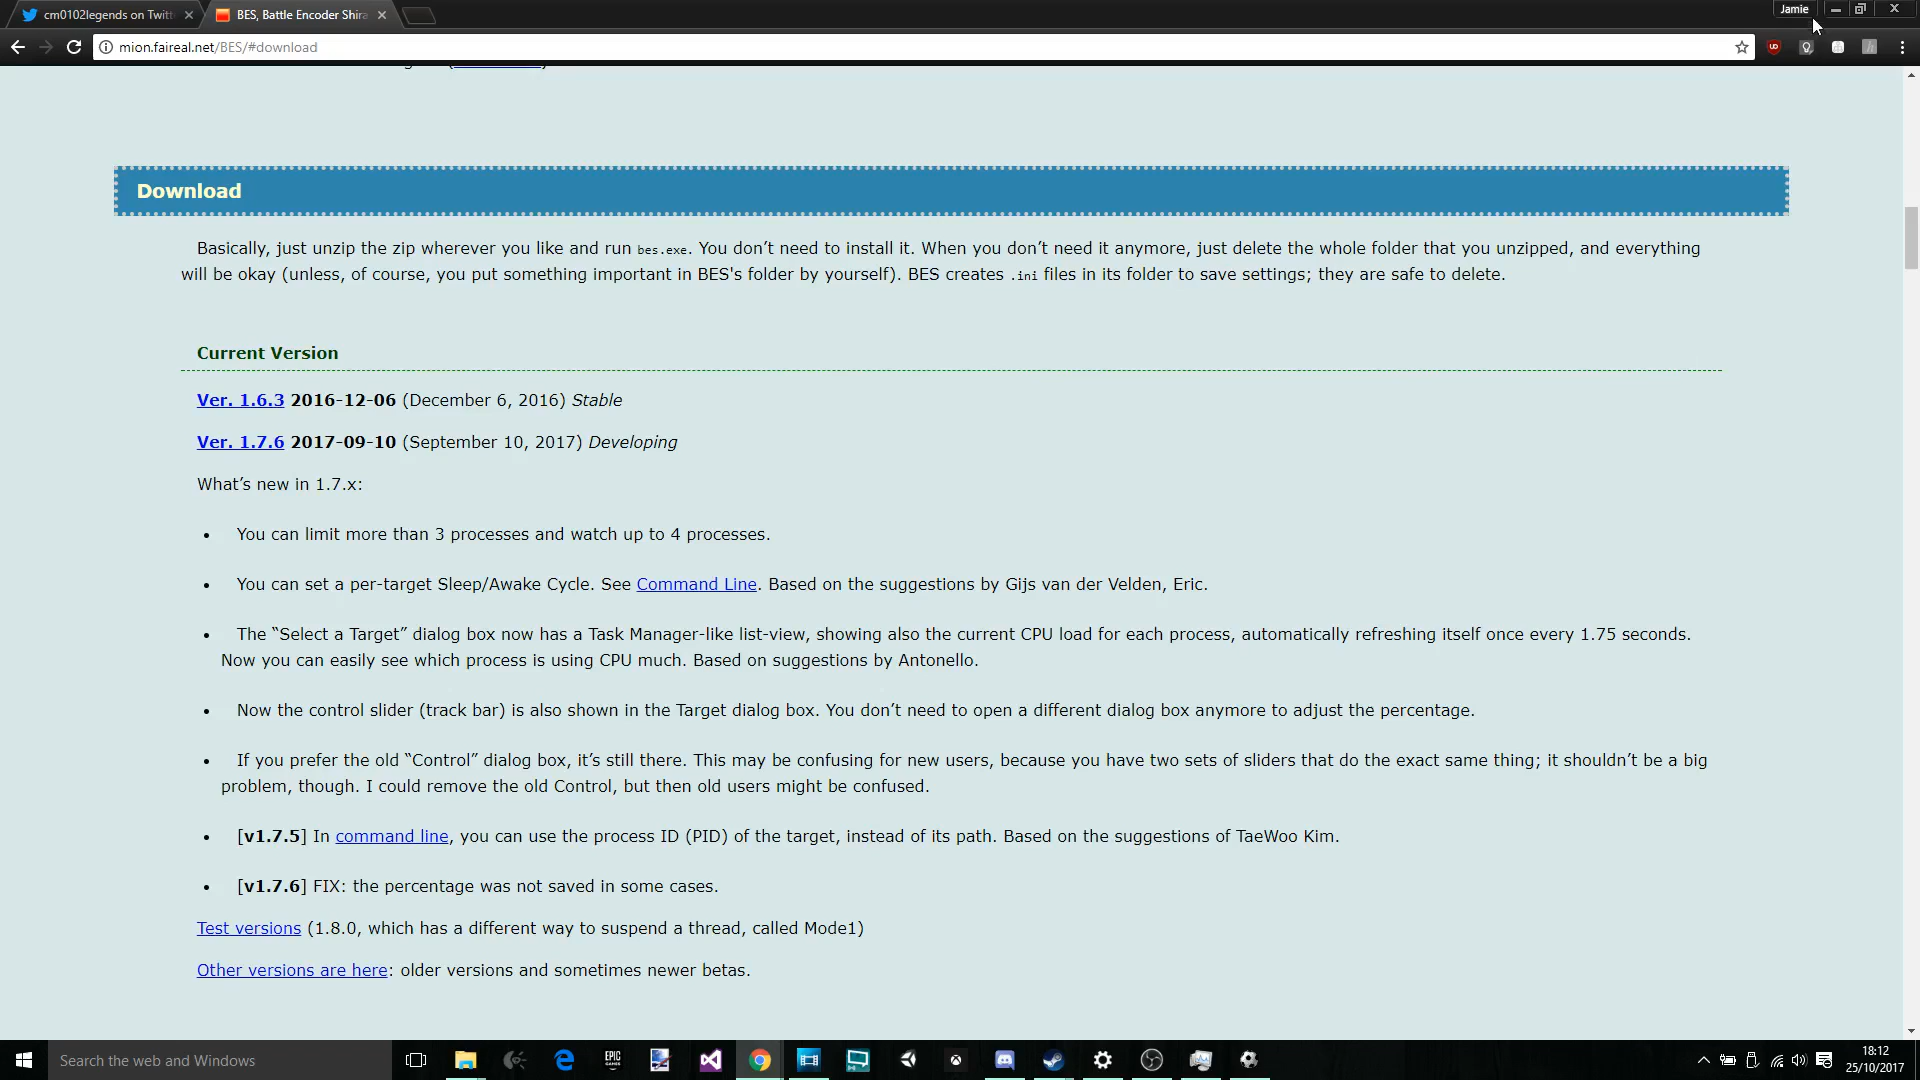 cm0102legends on Twitt
BES, Battle Encoder Shira
Jamie
mion.faireal.net/BES/#download
Download
Basically, just unzip the zip wherever you like and run bes.exe. You don’t need to install it. When you don’t need it anymore, just delete the whole folder that you unzipped, and everything
will be okay (unless, of course, you put something important in BES's folder by yourself). BES creates .ini files in its folder to save settings; they are safe to delete.
Current Version
Ver. 1.6.3 2016-12-06 (December 6, 2016) Stable
Ver. 1.7.6 2017-09-10 (September 10, 2017) Developing
What’s new in 1.7.x:
• You can limit more than 3 processes and watch up to 4 processes.
• You can set a per-target Sleep/Awake Cycle. See Command Line. Based on the suggestions by Gijs van der Velden, Eric.
• The “Select a Target” dialog box now has a Task Manager-like list-view, showing also the current CPU load for each process, automatically refreshing itself once every 1.75 seconds.
Now you can easily see which process is using CPU much. Based on suggestions by Antonello.
• Now the control slider (track bar) is also shown in the Target dialog box. You don’t need to open a different dialog box anymore to adjust the percentage.
• If you prefer the old “Control” dialog box, it’s still there. This may be confusing for new users, because you have two sets of sliders that do the exact same thing; it shouldn’t be a big
problem, though. I could remove the old Control, but then old users might be confused.
• [v1.7.5] In command line, you can use the process ID (PID) of the target, instead of its path. Based on the suggestions of TaeWoo Kim.
• [v1.7.6] FIX: the percentage was not saved in some cases.
Test versions (1.8.0, which has a different way to suspend a thread, called Mode1)
Other versions are here: older versions and sometimes newer betas.
Search the web and Windows
EPIC
GAMES
18:12
25/10/2017